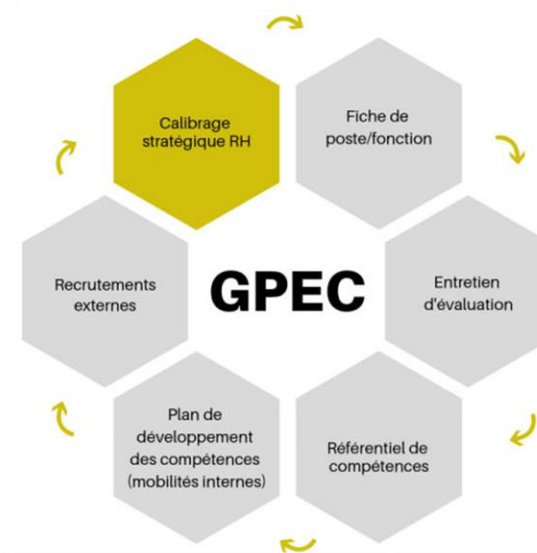 Calibrage
stratégique RH
Fiche de
poste/fonction
Recrutements
externes
GPEC
Entretien
d'évaluation
Plan de
développement
des compétences
(mobilités internes)
Référentiel de
compétences